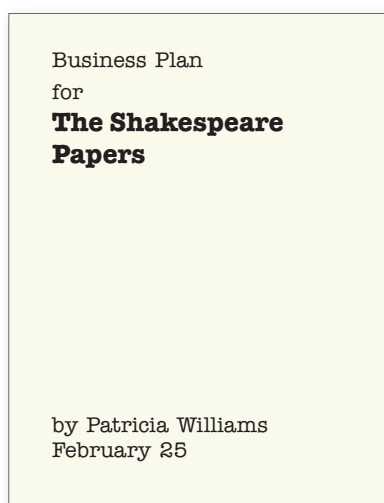 Business Plan
for
The Shakespeare
Papers
by Patricia Williams
February 25